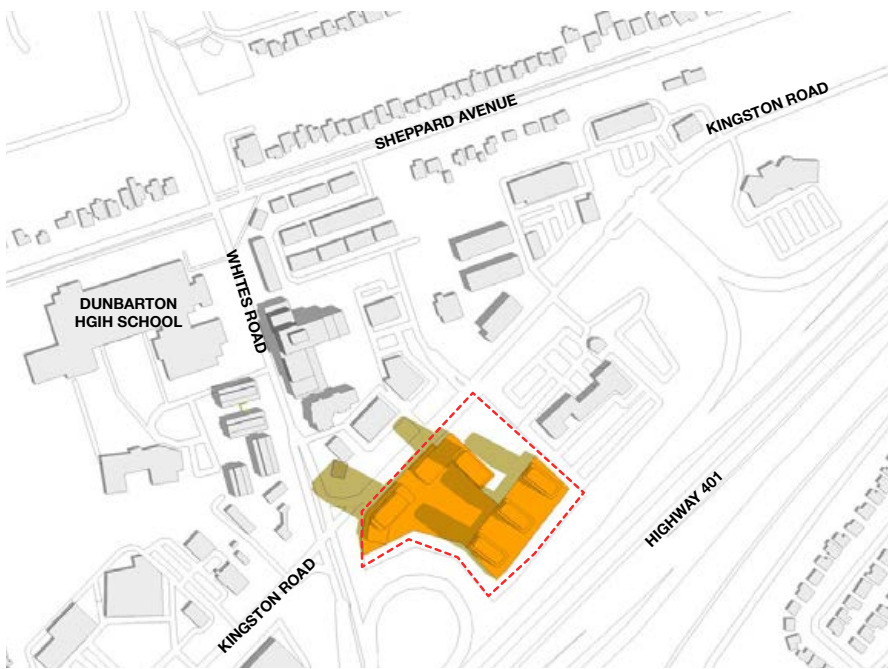 SHEPPARD AVENUE
KINGSTON ROAD
WHITES ROAD
DUNBARTON
HGIH SCHOOL
HIGHWAY 401
KINGSTON ROAD